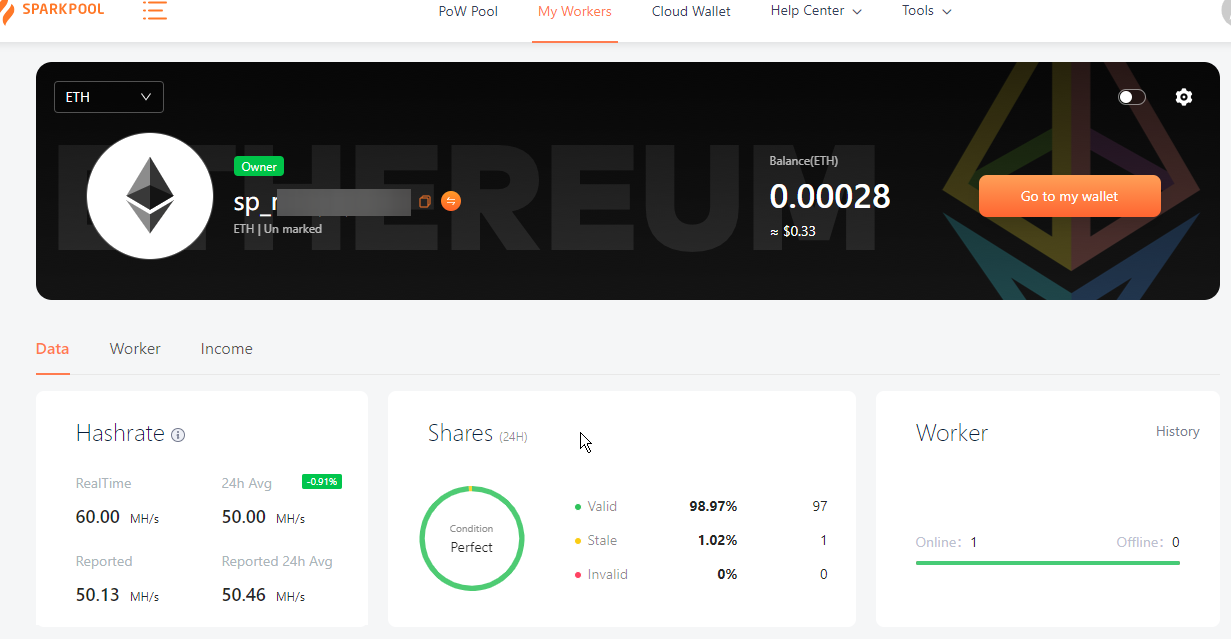 SPARKPOOL
PoW Pool My Workers Cloud Wallet Help Center Tools
ETH
ETHEREUM
Owner
sp_
ETH | Un marked
Balance(ETH)
0.00028
≈ $0.33
Go to my wallet
Data Worker Income
Hashrate
RealTime 24h Avg -0.91%
60.00 MH/s 50.00 MH/s
Reported Reported 24h Avg
50.13 MH/s 50.46 MH/s
Shares (24H)
Condition
Perfect
Valid 98.97% 97
Stale 1.02% 1
Invalid 0% 0
Worker History
Online: 1 Offline: 0